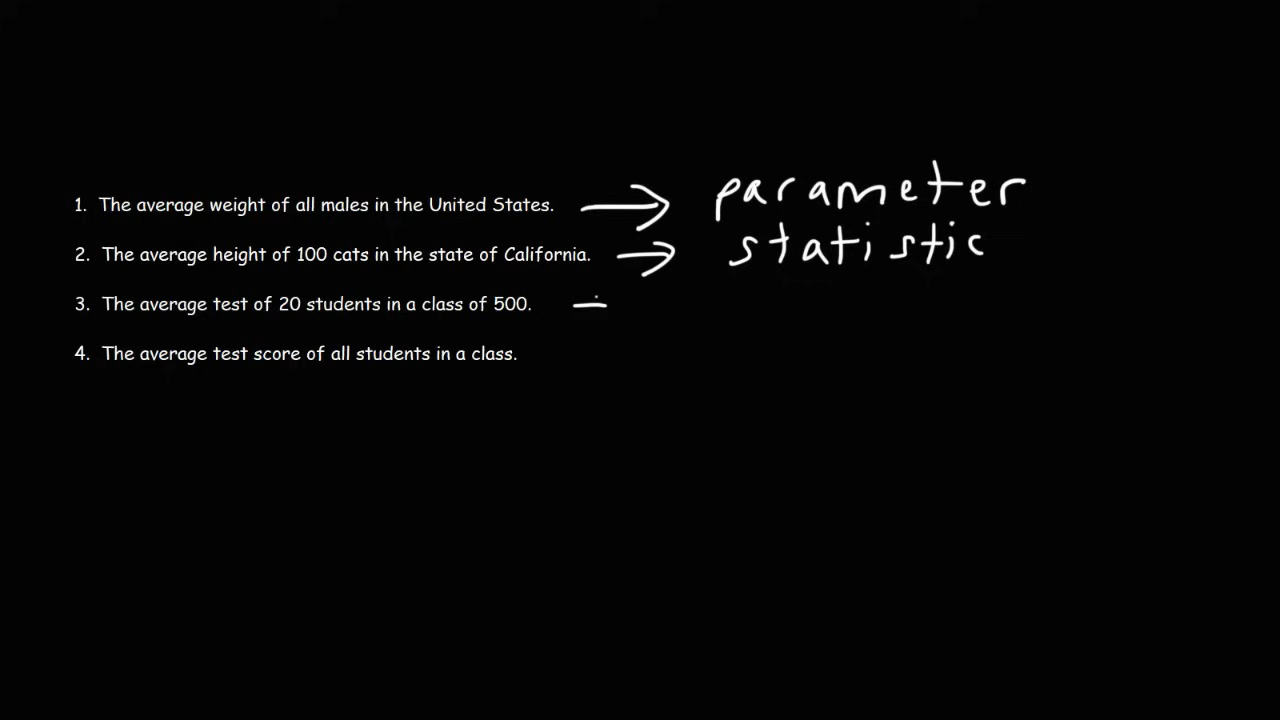 1. The average weight of all males in the United States. → parameter
2. The average height of 100 cats in the state of California. → statistic
3. The average test of 20 students in a class of 500. —
4. The average test score of all students in a class.